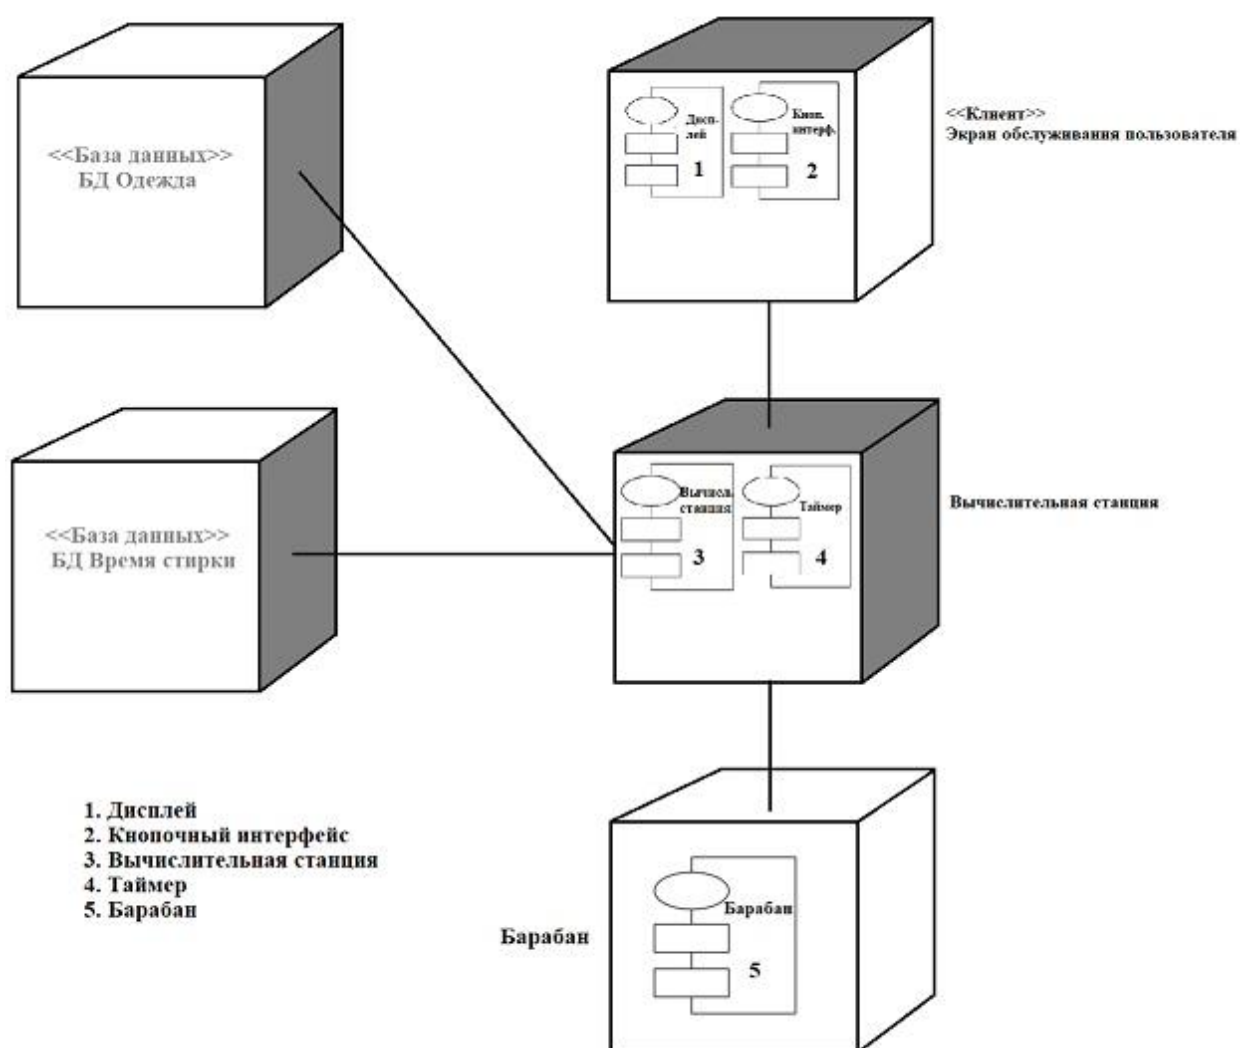 <<База данных>>
БД Одежда
Дисп-
лей
1
Кноп.
интерф.
2
<<Клиент>>
Экран обслуживания пользователя
<<База данных>>
БД Время стирки
Вычисл.
станция
3
Таймер
4
Вычислительная станция
1. Дисплей
2. Кнопочный интерфейс
3. Вычислительная станция
4. Таймер
5. Барабан
Барабан
Барабан
5